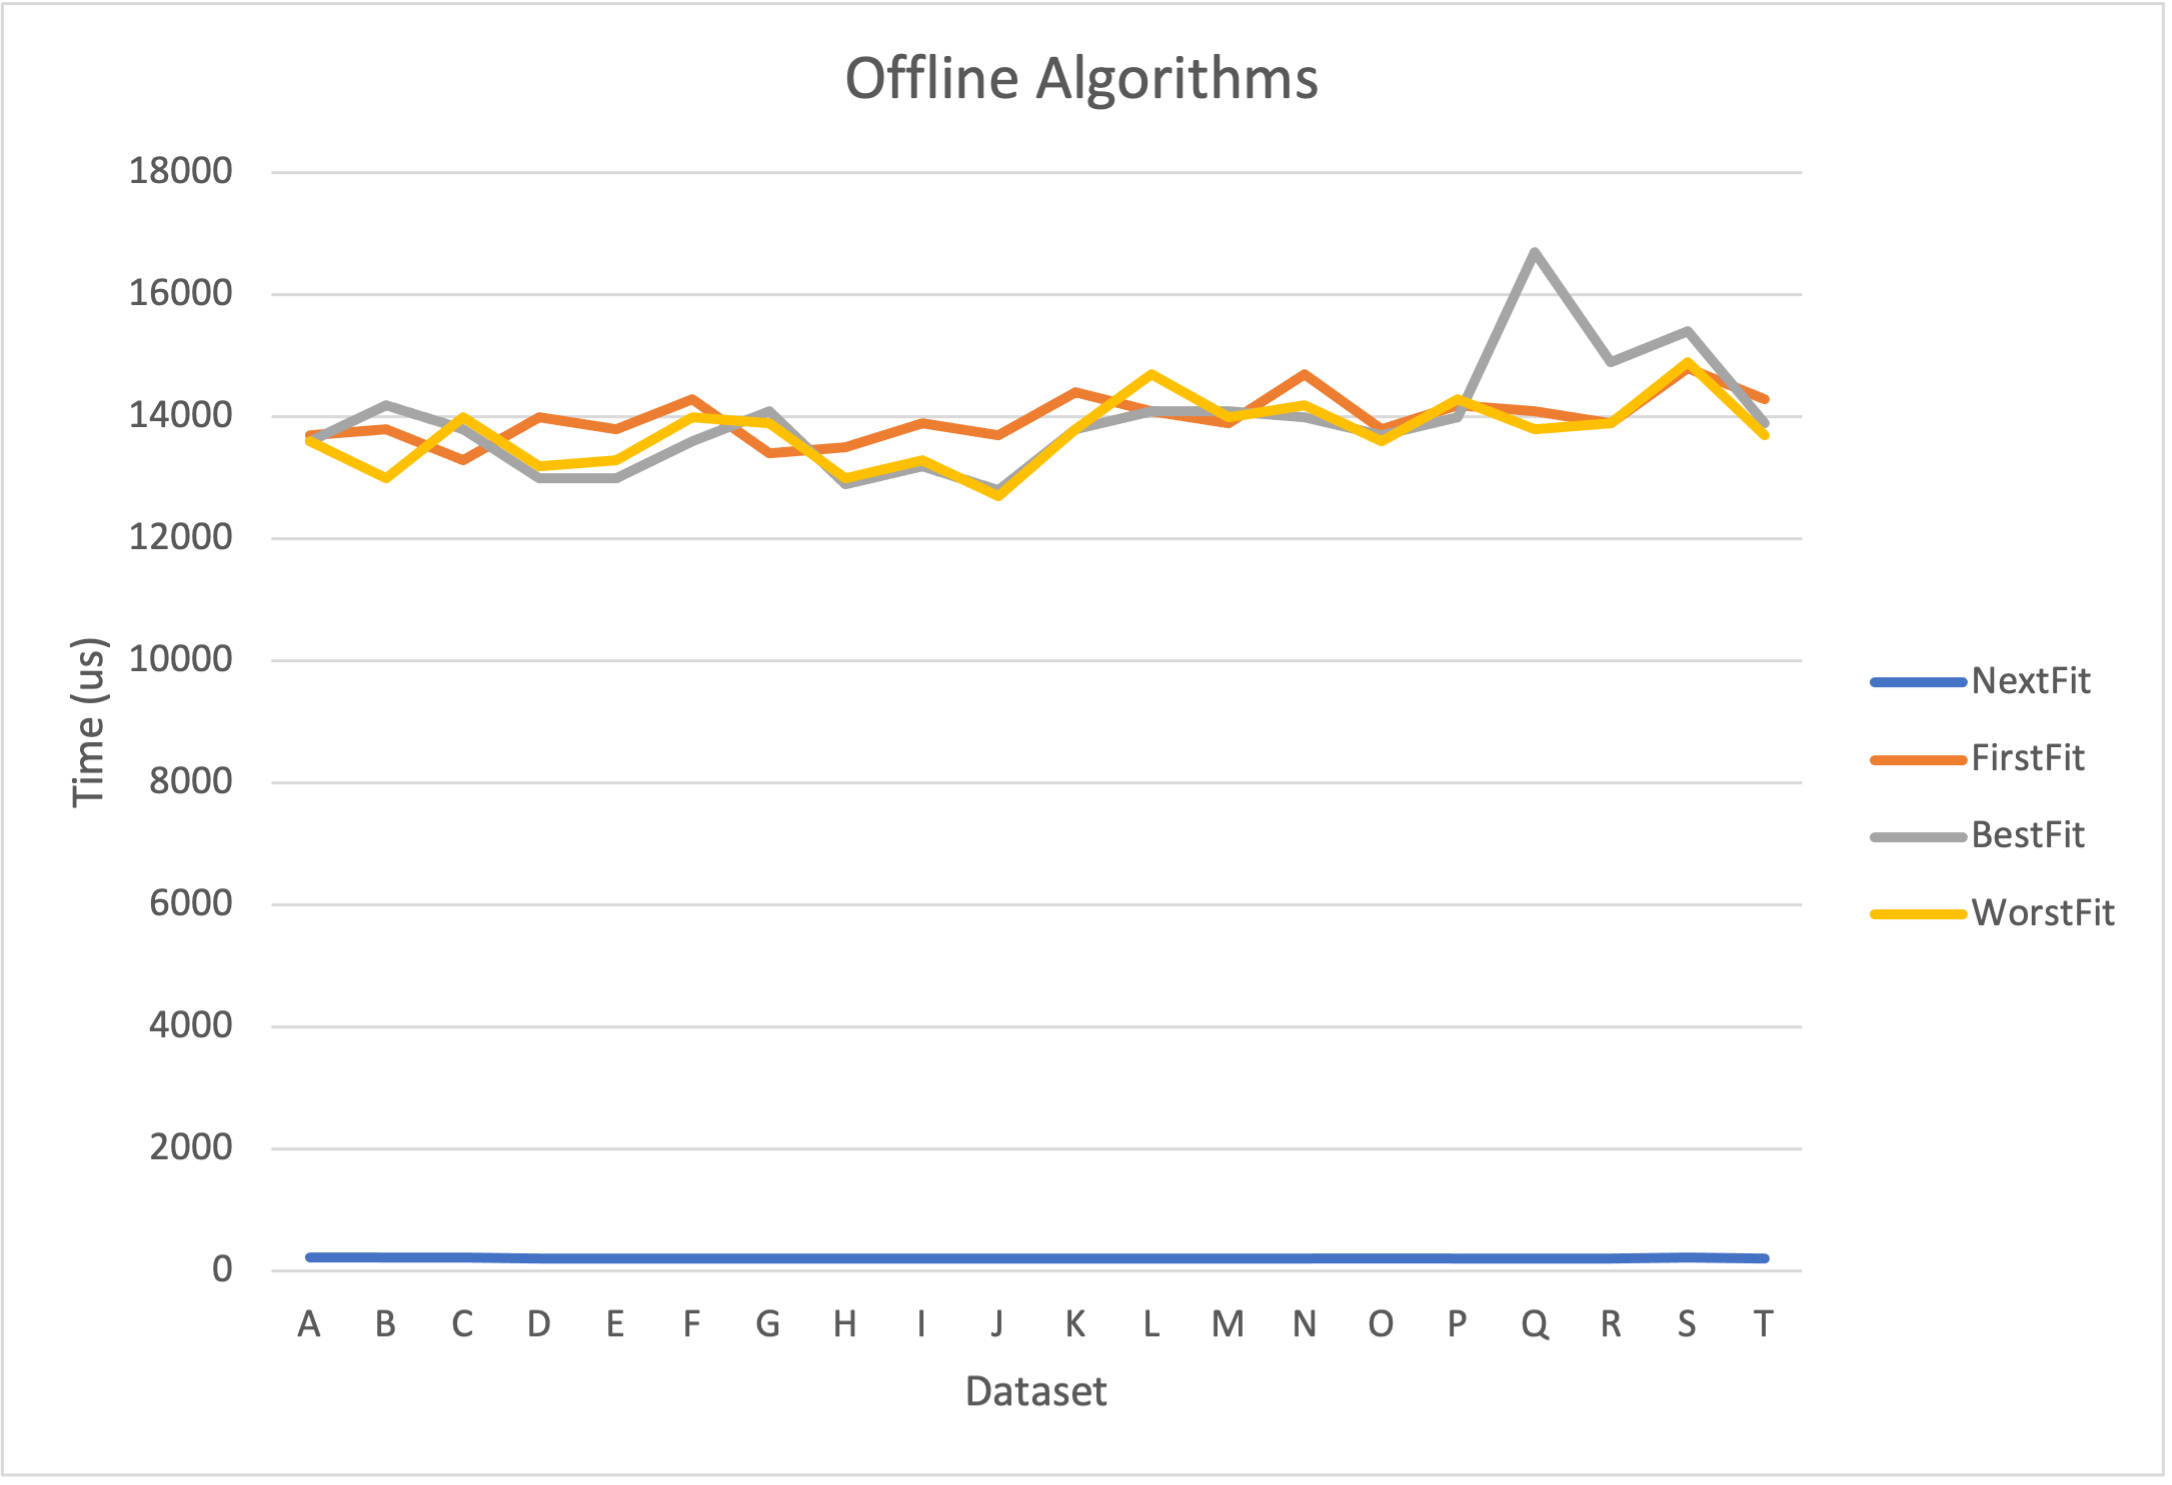 Offline Algorithms
18000
16000
14000
12000
10000
8000
6000
4000
2000
0
Time (us)
A B C D E F G H I J K L M N O P Q R S T
Dataset
NextFit
FirstFit
BestFit
WorstFit